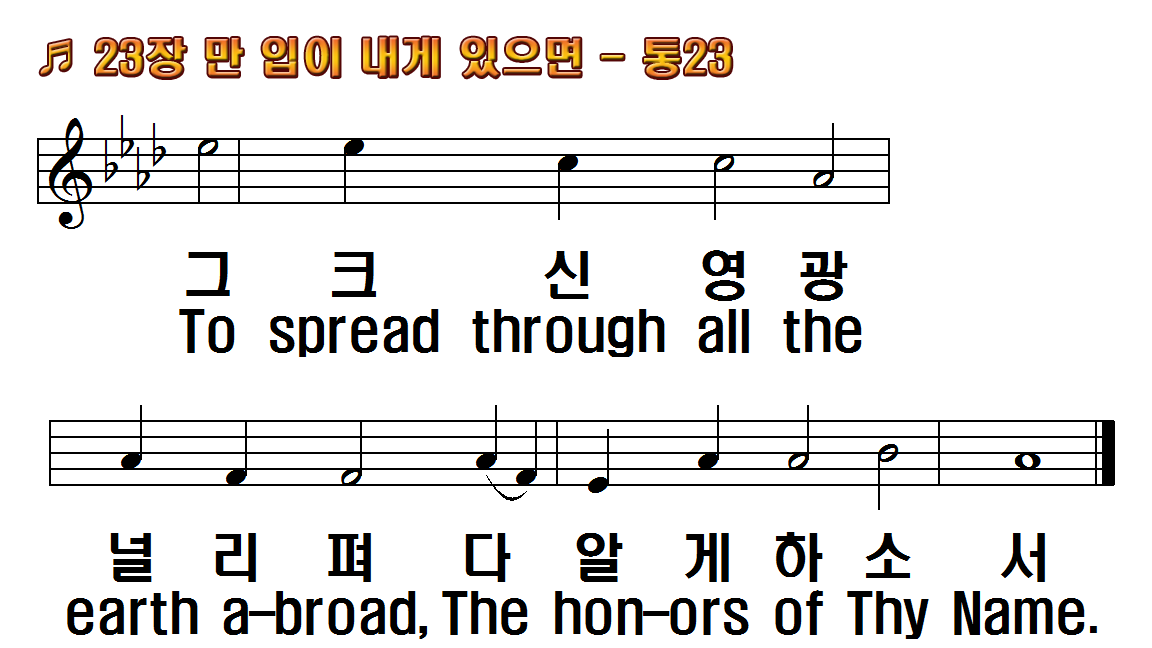 ♬ 23장 만 입이 내게 있으면 - 통23
그 크 신 영 광
To spread through all the
널 리 펴 다 알 게 하 소 서
earth a-broad, The hon-ors of Thy Name.